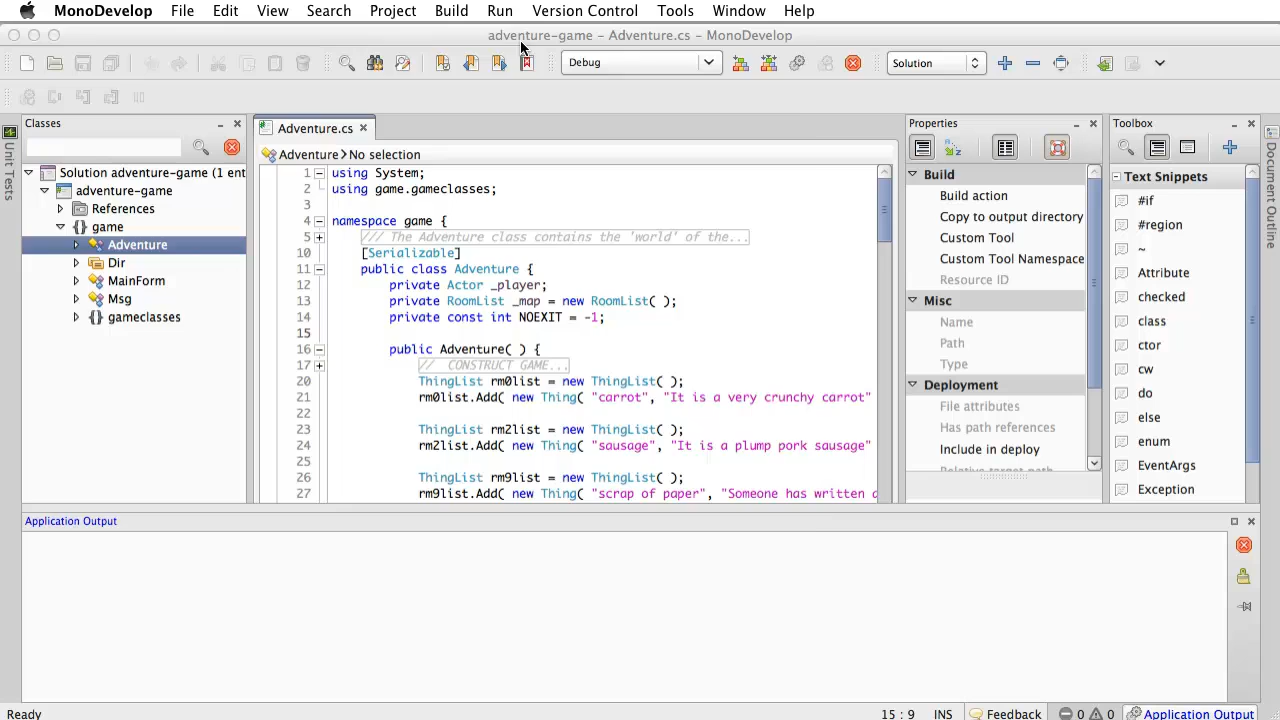 MonoDevelop File Edit View Search Project Build Run Version Control Tools Window Help
adventure-game – Adventure.cs – MonoDevelop
Debug
Solution
Unit Tests
Classes
Solution adventure-game (1 ent
adventure-game
References
{} game
Adventure
Dir
MainForm
Msg
{} gameclasses
Adventure.cs
Adventure No selection
1 using System;
2 using game.gameclasses;
3
4 namespace game {
5 /// The Adventure class contains the 'world' of the...
10 [Serializable]
11 public class Adventure {
12 private Actor _player;
13 private RoomList _map = new RoomList( );
14 private const int NOEXIT = -1;
15
16 public Adventure( ) {
17 // CONSTRUCT GAME...
20 ThingList rm0list = new ThingList( );
21 rm0list.Add( new Thing( "carrot", "It is a very crunchy carrot"
22
23 ThingList rm2list = new ThingList( );
24 rm2list.Add( new Thing( "sausage", "It is a plump pork sausage"
25
26 ThingList rm9list = new ThingList( );
27 rm9list.Add( new Thing( "scrap of paper", "Someone has written
Properties
Build
Build action
Copy to output directory
Custom Tool
Custom Tool Namespace
Resource ID
Misc
Name
Path
Type
Deployment
File attributes
Has path references
Include in deploy
Relative target path
Toolbox
Text Snippets
#if
#region
~
Attribute
checked
class
ctor
cw
do
else
enum
EventArgs
Exception
Document Outline
Application Output
Ready
15 : 9 INS Feedback 0 0 Application Output